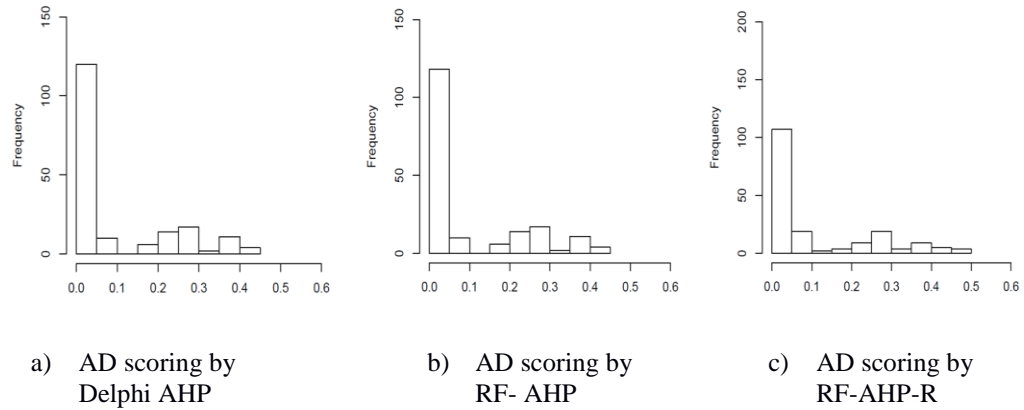 Frequency
0 50 100 150
0.0 0.1 0.2 0.3 0.4 0.5 0.6
a) AD scoring by
Delphi AHP
Frequency
0 50 100 150
0.0 0.1 0.2 0.3 0.4 0.5 0.6
b) AD scoring by
RF- AHP
Frequency
0 50 100 150 200
0.0 0.1 0.2 0.3 0.4 0.5 0.6
c) AD scoring by
RF-AHP-R